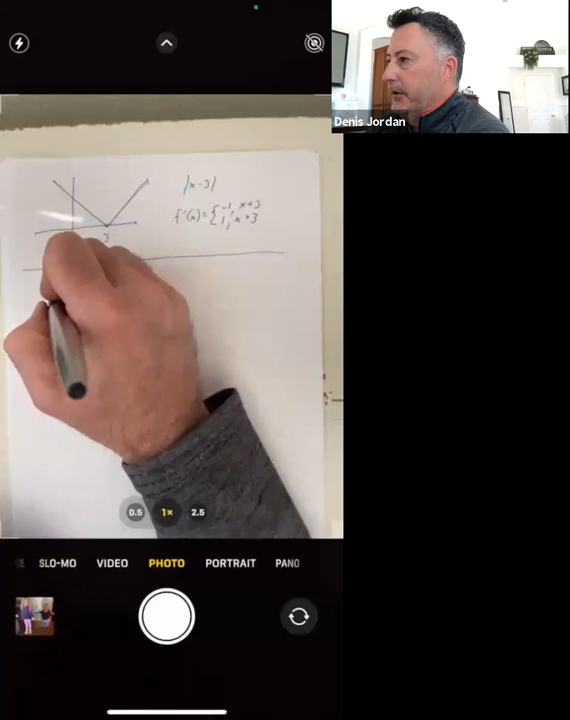 Denis Jordan
|x-3|
f'(x) = { -1, x<3
1, x>3
3
0.5 1× 2.5
SLO-MO VIDEO PHOTO PORTRAIT PANO